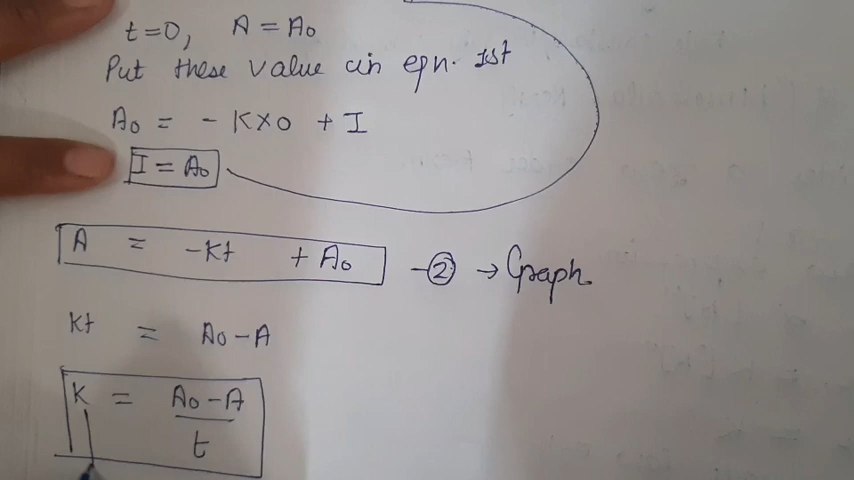 t=0, A = A₀
Put these value in eqn. 1st
A₀ = - K×0 + I
I = A₀
A = -Kt + A₀ -② → Graph.
Kt = A₀-A
K = A₀-A / t